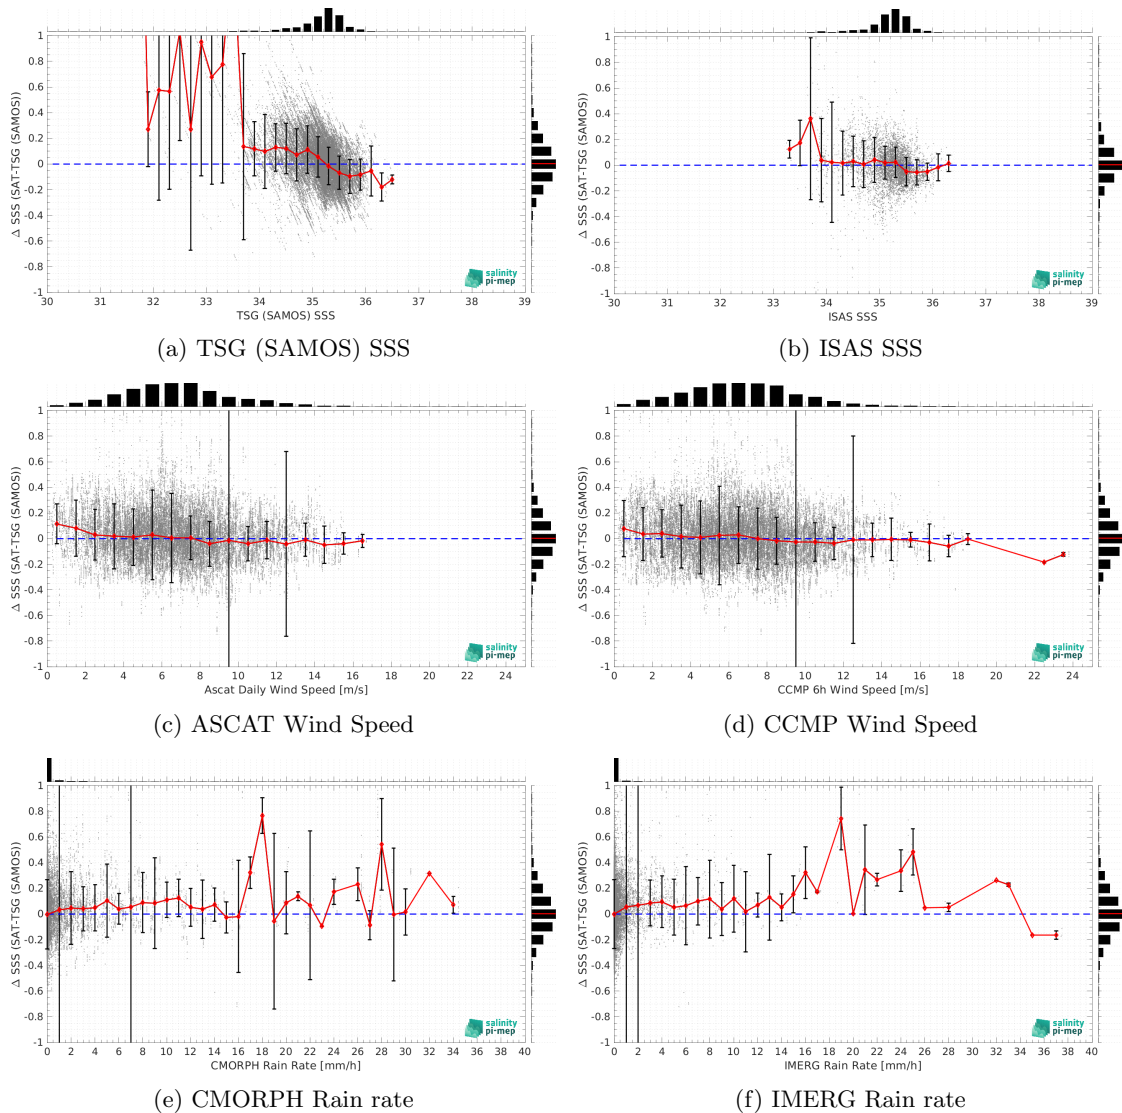 1
0.8
0.6
0.4
0.2
0
-0.2
-0.4
-0.6
-0.8
-1
Δ SSS (SAT-TSG (SAMOS))
30 31 32 33 34 35 36 37 38 39
TSG (SAMOS) SSS
salinity
pi-mep
(a) TSG (SAMOS) SSS
1
0.8
0.6
0.4
0.2
0
-0.2
-0.4
-0.6
-0.8
-1
Δ SSS (SAT-TSG (SAMOS))
30 31 32 33 34 35 36 37 38 39
ISAS SSS
salinity
pi-mep
(b) ISAS SSS
1
0.8
0.6
0.4
0.2
0
-0.2
-0.4
-0.6
-0.8
-1
Δ SSS (SAT-TSG (SAMOS))
0 2 4 6 8 10 12 14 16 18 20 22 24
Ascat Daily Wind Speed [m/s]
salinity
pi-mep
(c) ASCAT Wind Speed
1
0.8
0.6
0.4
0.2
0
-0.2
-0.4
-0.6
-0.8
-1
Δ SSS (SAT-TSG (SAMOS))
0 2 4 6 8 10 12 14 16 18 20 22 24
CCMP 6h Wind Speed [m/s]
salinity
pi-mep
(d) CCMP Wind Speed
1
0.8
0.6
0.4
0.2
0
-0.2
-0.4
-0.6
-0.8
-1
Δ SSS (SAT-TSG (SAMOS))
0 2 4 6 8 10 12 14 16 18 20 22 24 26 28 30 32 34 36 38 40
CMORPH Rain Rate [mm/h]
salinity
pi-mep
(e) CMORPH Rain rate
1
0.8
0.6
0.4
0.2
0
-0.2
-0.4
-0.6
-0.8
-1
Δ SSS (SAT-TSG (SAMOS))
0 2 4 6 8 10 12 14 16 18 20 22 24 26 28 30 32 34 36 38 40
IMERG Rain Rate [mm/h]
salinity
pi-mep
(f) IMERG Rain rate